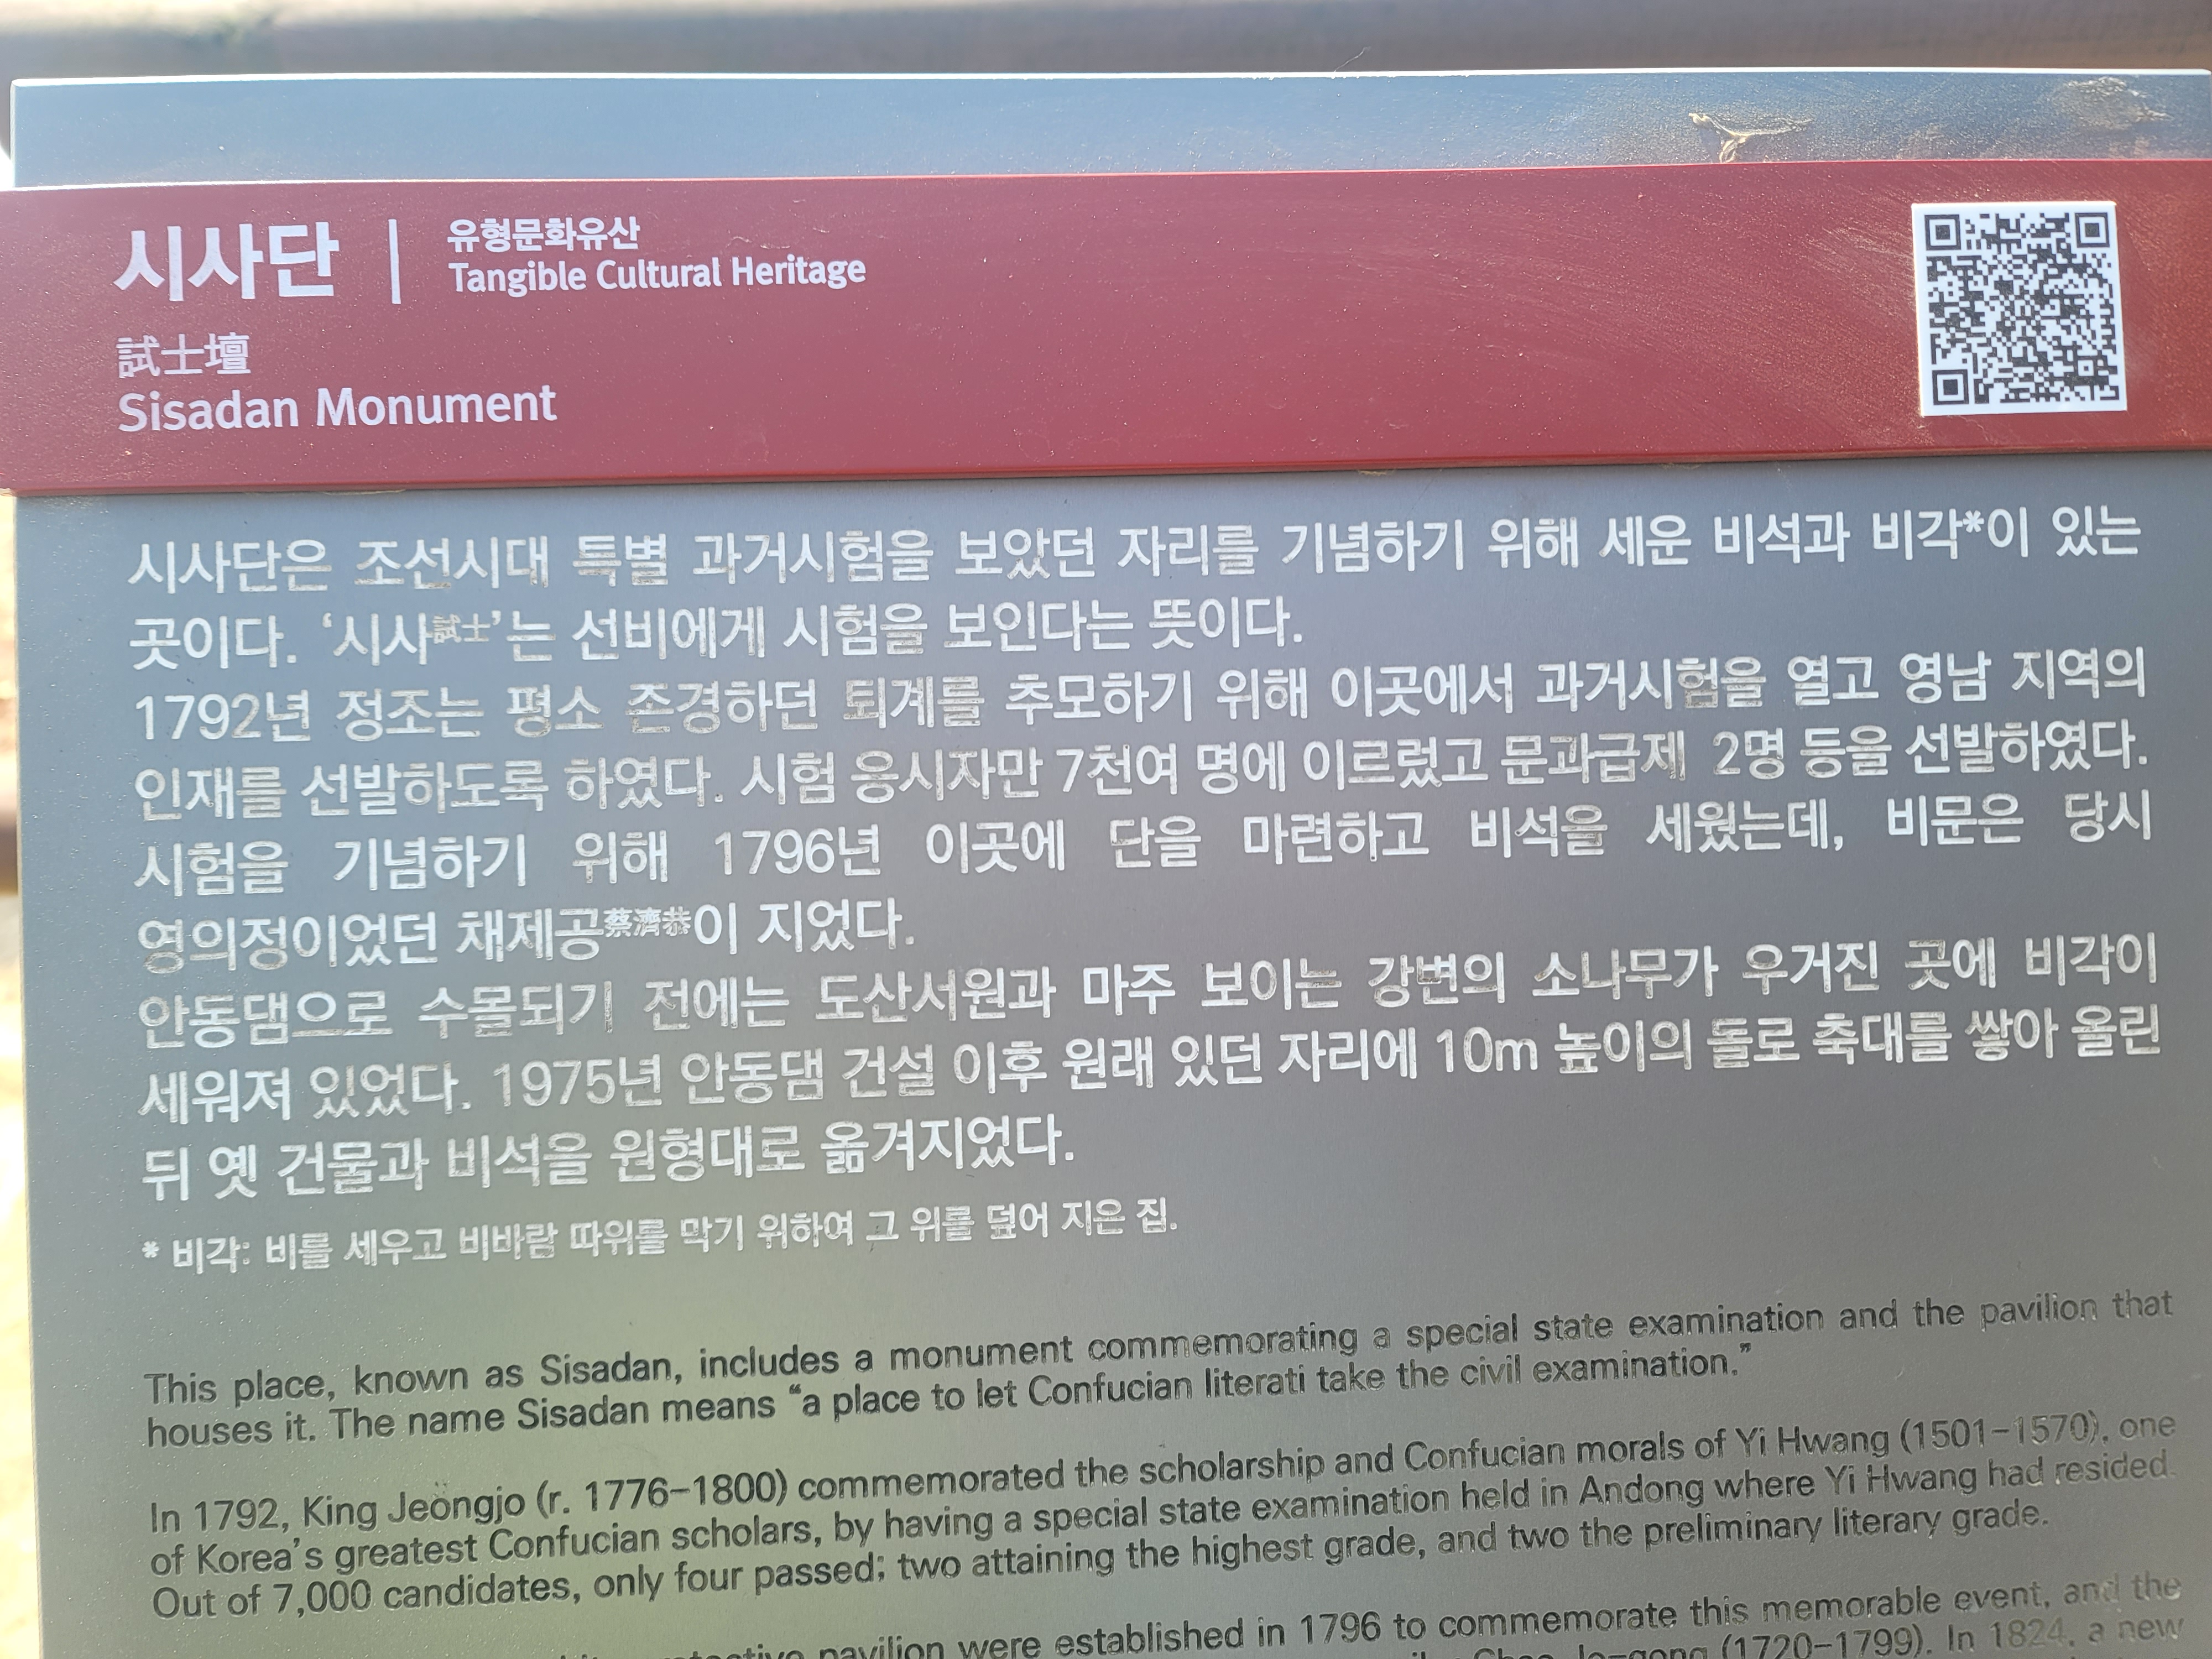 시사단
유형문화유산
Tangible Cultural Heritage
試士壇
Sisadan Monument
시사단은 조선시대 특별 과거시험을 보았던 자리를 기념하기 위해 세운 비석과 비각*이 있는
곳이다. ‘시사試士’는 선비에게 시험을 보인다는 뜻이다.
1792년 정조는 평소 존경하던 퇴계를 추모하기 위해 이곳에서 과거시험을 열고 영남 지역의
인재를 선발하도록 하였다. 시험 응시자만 7천여 명에 이르렀고 문과급제 2명 등을 선발하였다.
시험을 기념하기 위해 1796년 이곳에 단을 마련하고 비석을 세웠는데, 비문은 당시
영의정이었던 채제공蔡濟恭이 지었다.
안동댐으로 수몰되기 전에는 도산서원과 마주 보이는 강변의 소나무가 우거진 곳에 비각이
세워져 있었다. 1975년 안동댐 건설 이후 원래 있던 자리에 10m 높이의 돌로 축대를 쌓아 올린
뒤 옛 건물과 비석을 원형대로 옮겨지었다.
* 비각: 비를 세우고 비바람 따위를 막기 위하여 그 위를 덮어 지은 집.
This place, known as Sisadan, includes a monument commemorating a special state examination and the pavilion that
houses it. The name Sisadan means “a place to let Confucian literati take the civil examination.”
In 1792, King Jeongjo (r. 1776-1800) commemorated the scholarship and Confucian morals of Yi Hwang (1501-1570), one
of Korea's greatest Confucian scholars, by having a special state examination held in Andong where Yi Hwang had resided.
Out of 7,000 candidates, only four passed; two attaining the highest grade, and two the preliminary literary grade.
pavilion were established in 1796 to commemorate this memorable event, and the
(1720-1799). In 1824, a new